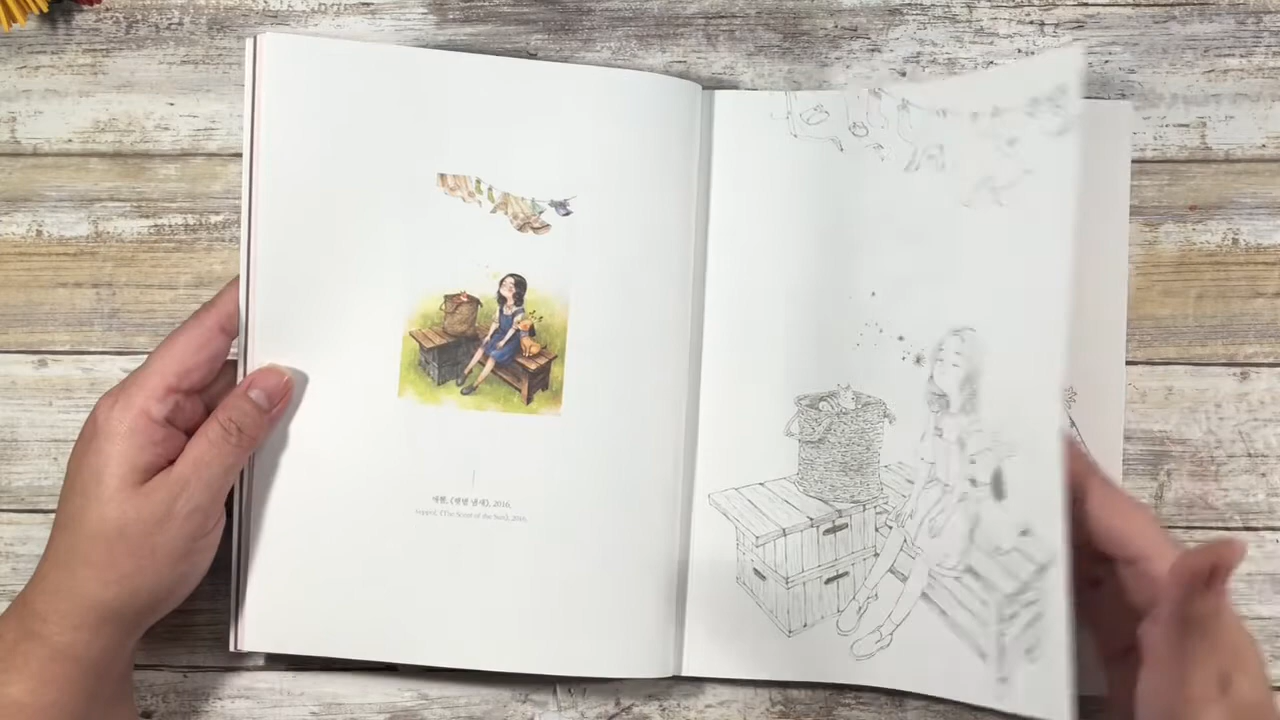 애뽈, 《햇볕 냄새》, 2016.
Aeppol, 《The Scent of the Sun》, 2016.